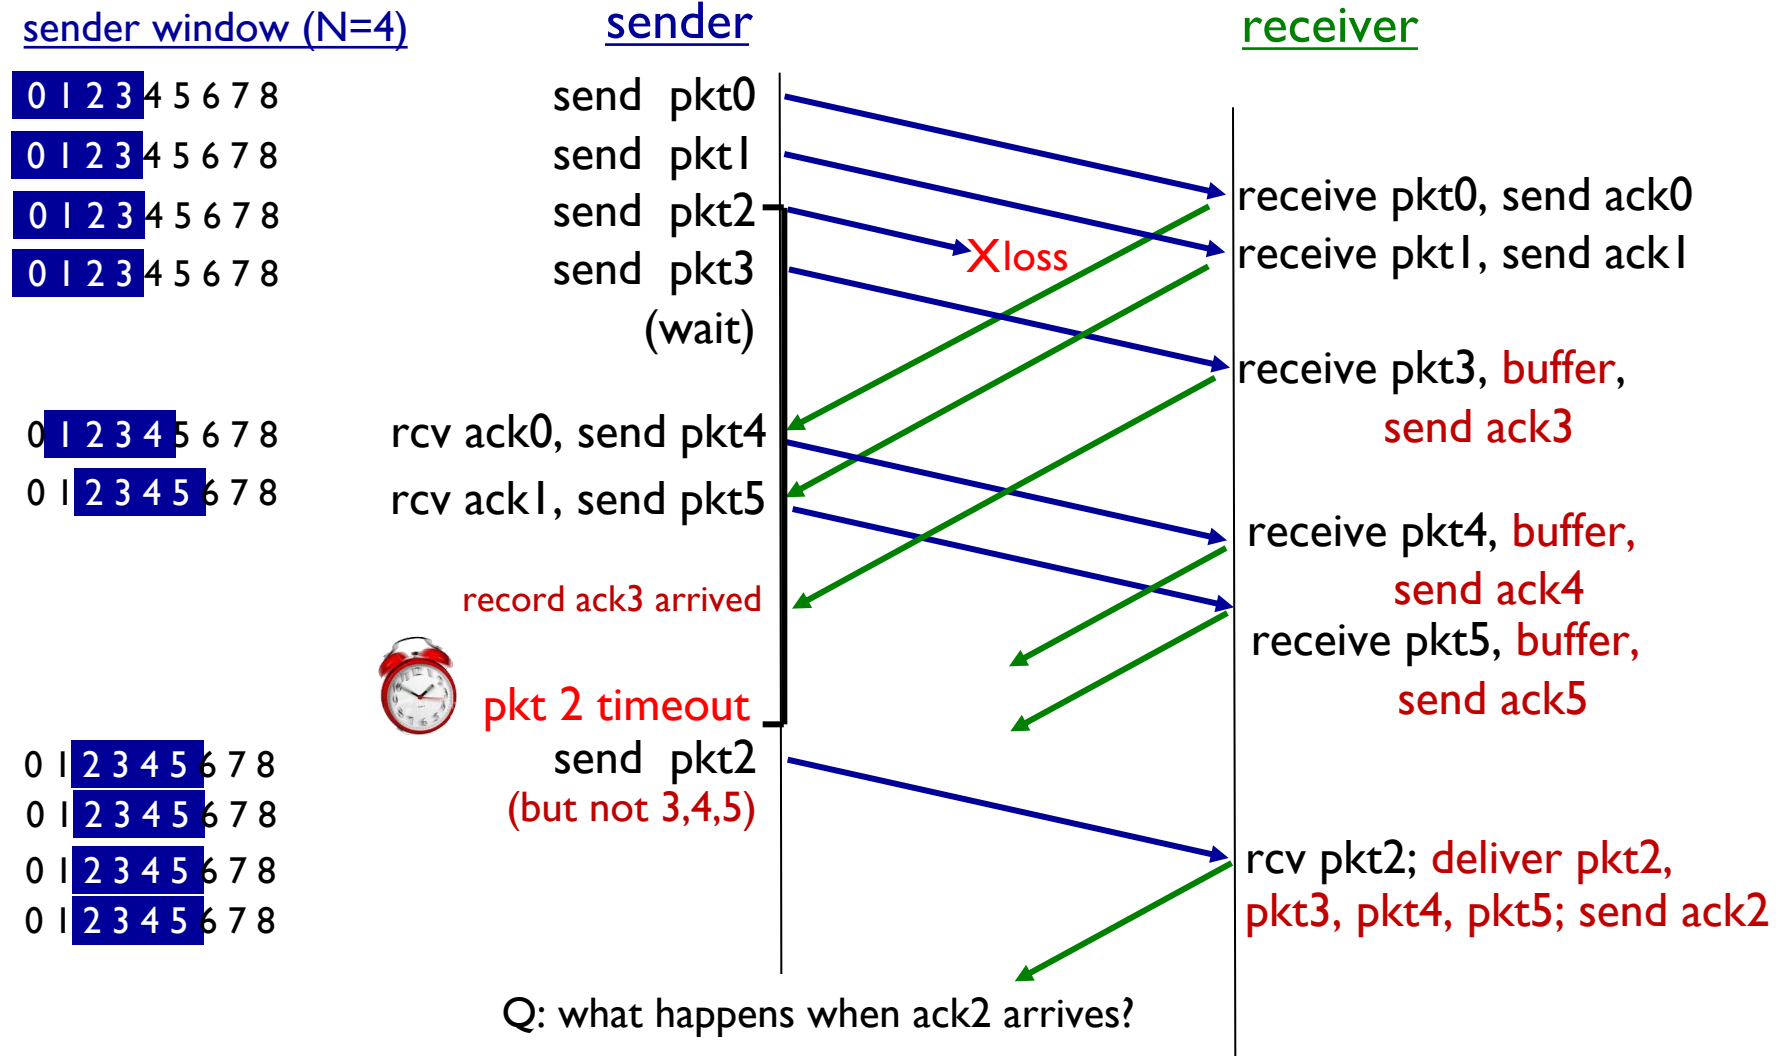 sender window (N=4) sender receiver
0 1 2 3 4 5 6 7 8 send pkt0
0 1 2 3 4 5 6 7 8 send pkt1
receive pkt0, send ack0
0 1 2 3 4 5 6 7 8 send pkt2
Xloss
receive pkt1, send ack1
0 1 2 3 4 5 6 7 8 send pkt3
(wait)
receive pkt3, buffer,
send ack3
0 1 2 3 4 5 6 7 8 rcv ack0, send pkt4
0 1 2 3 4 5 6 7 8 rcv ack1, send pkt5
receive pkt4, buffer,
send ack4
record ack3 arrived
receive pkt5, buffer,
send ack5
pkt 2 timeout
0 1 2 3 4 5 6 7 8 send pkt2
0 1 2 3 4 5 6 7 8 (but not 3,4,5)
0 1 2 3 4 5 6 7 8 rcv pkt2; deliver pkt2,
0 1 2 3 4 5 6 7 8 pkt3, pkt4, pkt5; send ack2
Q: what happens when ack2 arrives?